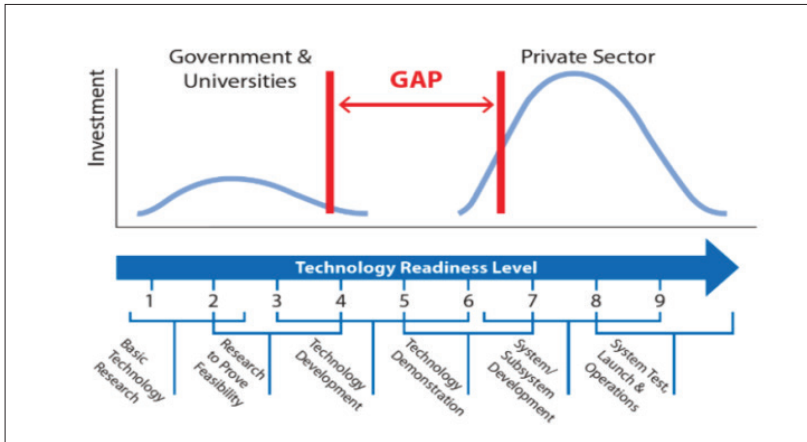 Government &
Universities
GAP
Private Sector
Investment
Technology Readiness Level
1 2 3 4 5 6 7 8 9
Basic
Technology
Research
Research
to Prove
Feasibility
Technology
Development
Technology
Demonstration
System/
Subsystem
Development
System Test,
Launch &
Operations